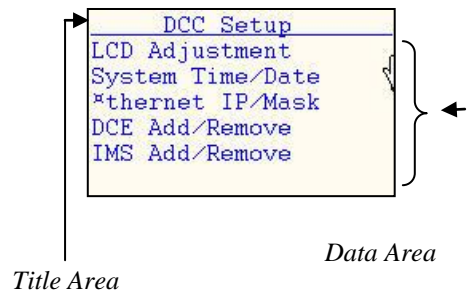 DCC Setup
LCD Adjustment
System Time/Date
¤thernet IP/Mask
DCE Add/Remove
IMS Add/Remove
Data Area
Title Area